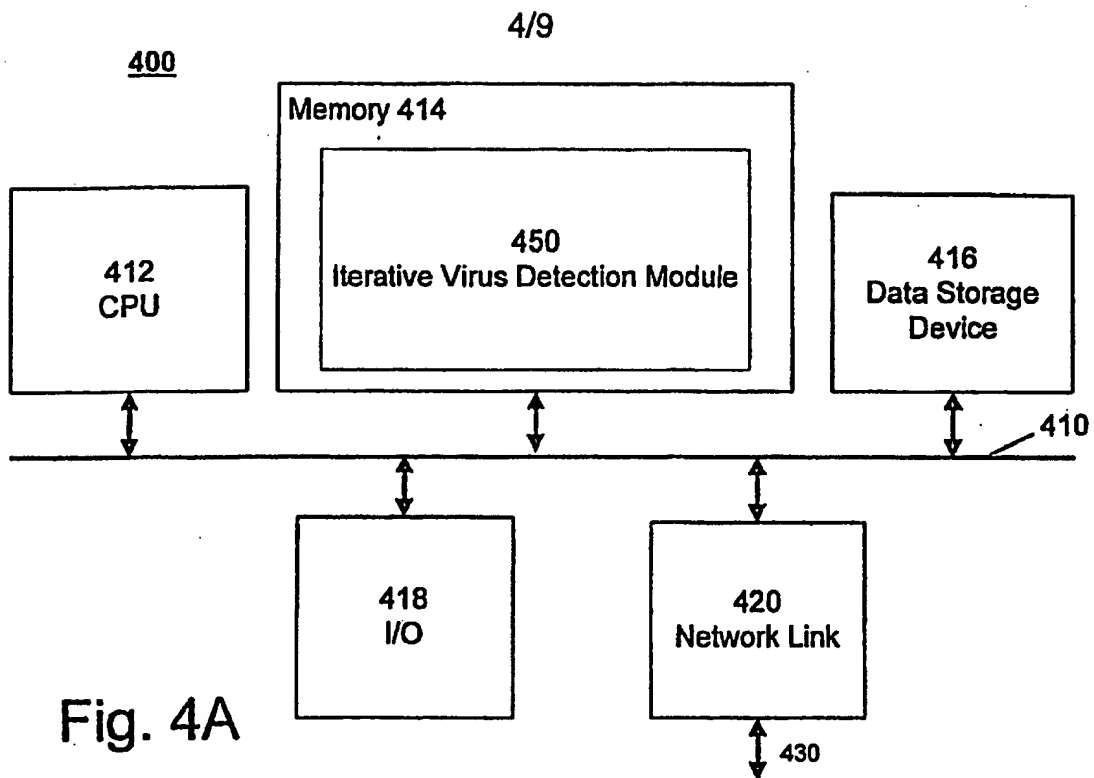 4/9
400
Memory 414
450
Iterative Virus Detection Module
412
CPU
416
Data Storage
Device
410
418
I/O
420
Network Link
430
Fig. 4A